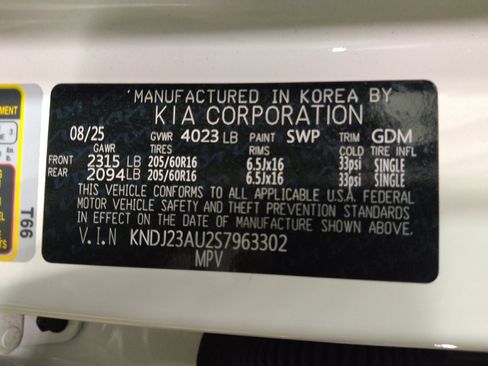 MANUFACTURED IN KOREA BY
KIA CORPORATION
08/25 GVWR 4023 LB PAINT SWP TRIM GDM
GAWR TIRES RIMS COLD TIRE INFL
FRONT 2315 LB 205/60R16 6.5Jx16 33psi SINGLE
REAR 2094 LB 205/60R16 6.5Jx16 33psi SINGLE
THIS VEHICLE CONFORMS TO ALL APPLICABLE U.S.A. FEDERAL
MOTOR VEHICLE SAFETY AND THEFT PREVENTION STANDARDS
IN EFFECT ON THE DATE OF MANUFACTURE SHOWN ABOVE.
V.I.N KNDJ23AU2S7963302
MPV
T66
3